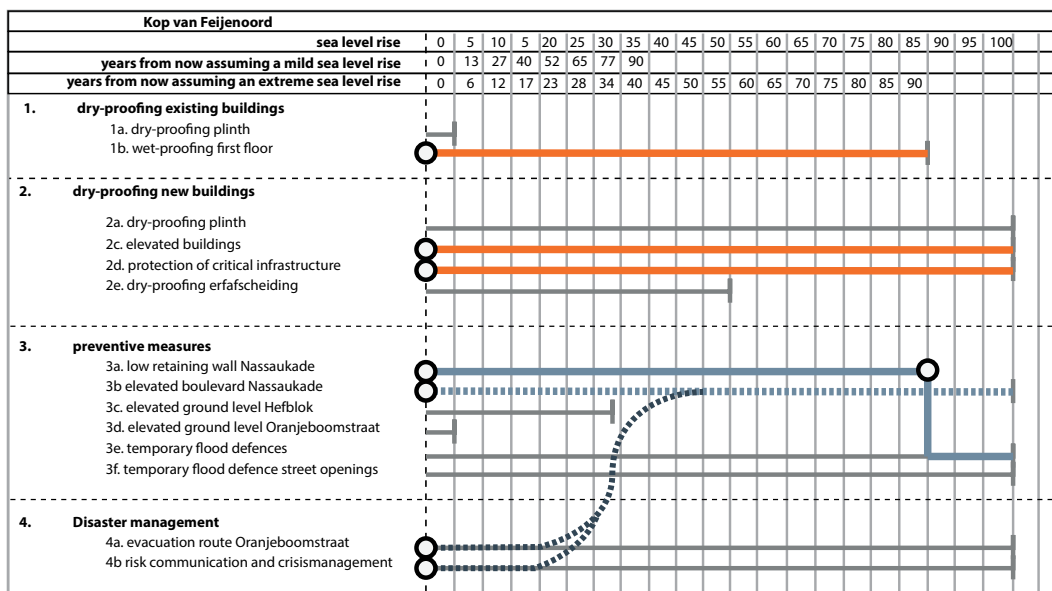 Kop van Feijenoord
sea level rise 0 5 10 5 20 25 30 35 40 45 50 55 60 65 70 75 80 85 90 95 100
years from now assuming a mild sea level rise 0 13 27 40 52 65 77 90
years from now assuming an extreme sea level rise 0 6 12 17 23 28 34 40 45 50 55 60 65 70 75 80 85 90
1. dry-proofing existing buildings
1a. dry-proofing plinth
1b. wet-proofing first floor
2. dry-proofing new buildings
2a. dry-proofing plinth
2c. elevated buildings
2d. protection of critical infrastructure
2e. dry-proofing erfafscheiding
3. preventive measures
3a. low retaining wall Nassaukade
3b elevated boulevard Nassaukade
3c. elevated ground level Hefblok
3d. elevated ground level Oranjeboomstraat
3e. temporary flood defences
3f. temporary flood defence street openings
4. Disaster management
4a. evacuation route Oranjeboomstraat
4b risk communication and crisismanagement